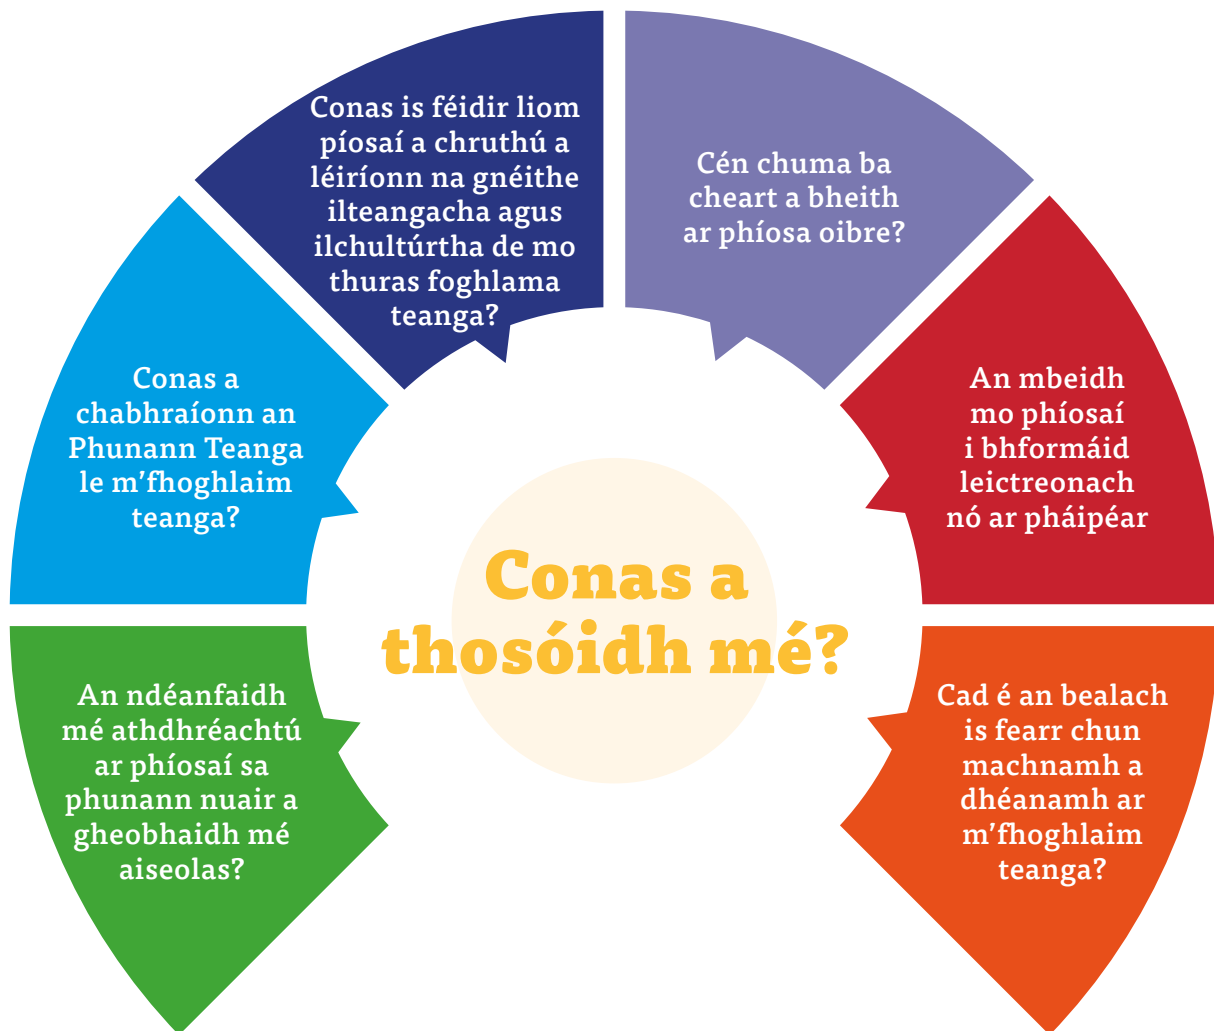 Conas is féidir liom
píosaí a chruthú a
léiríonn na gnéithe
ilteangacha agus
ilchultúrtha de mo
thuras foghlama
teanga?
Cén chuma ba
cheart a bheith
ar phíosa oibre?
Conas a
chabhraíonn an
Phunann Teanga
le m'fhoghlaim
teanga?
An mbeidh
mo phíosaí
i bhformáid
leictreonach
nó ar pháipéar
Conas a
thosóidh mé?
An ndéanfaidh
mé athdhréachtú
ar phíosaí sa
phunann nuair a
gheobhaidh mé
aiseolas?
Cad é an bealach
is fearr chun
machnamh a
dhéanamh ar
m'fhoghlaim
teanga?